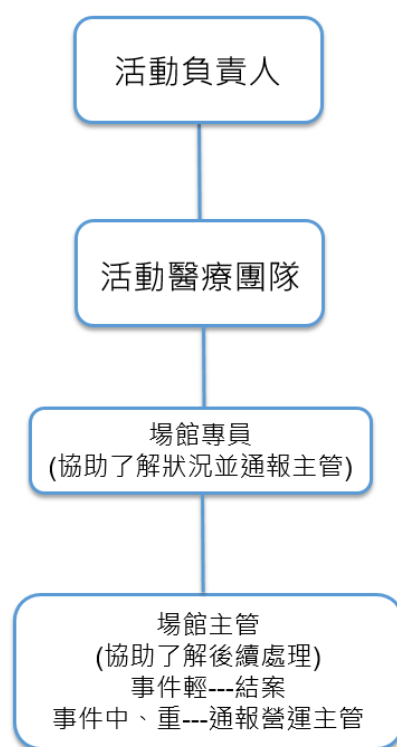 活動負責人
活動醫療團隊
場館專員
(協助了解狀況並通報主管)
場館主管
(協助了解後續處理)
事件輕---結案
事件中、重---通報營運主管